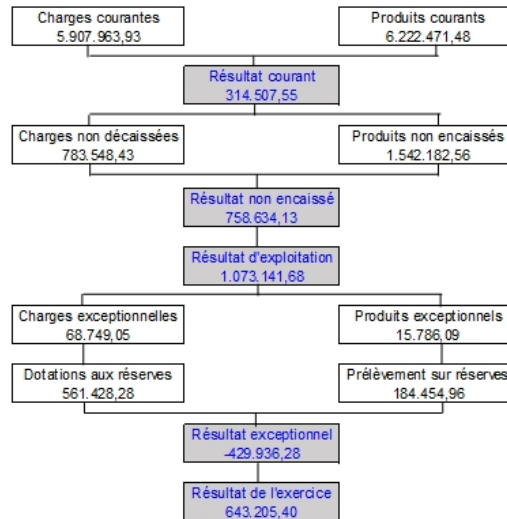 Charges courantes
5.907.963,93
Produits courants
6.222.471,48
Résultat courant
314.507,55
Charges non décaissées
783.548,43
Produits non encaissés
1.542.182,56
Résultat non encaissé
758.634,13
Résultat d'exploitation
1.073.141,68
Charges exceptionnelles
68.749,05
Produits exceptionnels
15.786,09
Dotations aux réserves
561.428,28
Prélèvement sur réserves
184.454,96
Résultat exceptionnel
-429.936,28
Résultat de l'exercice
643.205,40